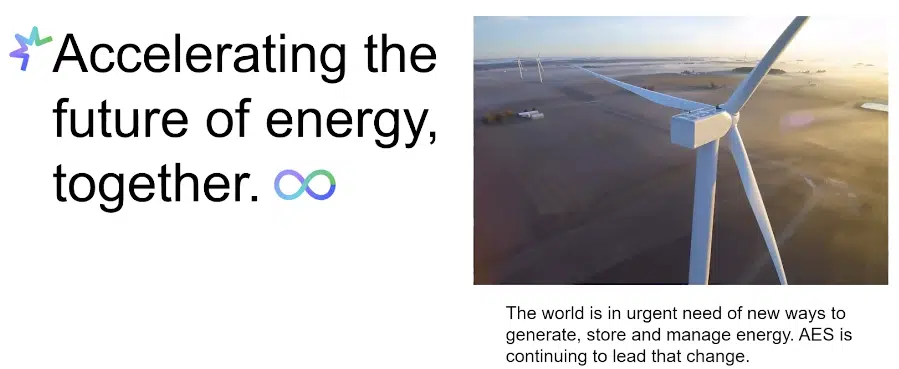 Accelerating the
future of energy,
together.
The world is in urgent need of new ways to
generate, store and manage energy. AES is
continuing to lead that change.